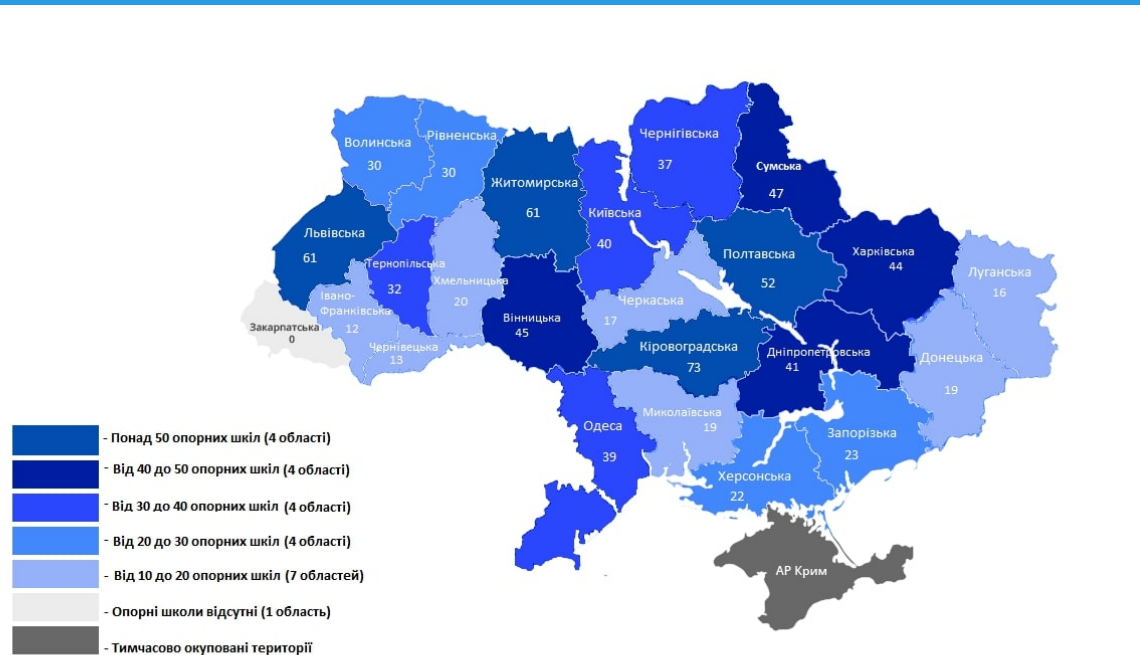 Волинська
30
Рівненська
30
Житомирська
61
Київська
40
Чернігівська
37
Сумська
47
Львівська
61
Тернопільська
32
Хмельницька
20
Івано-
Франківська
12
Закарпатська
0
Чернівецька
13
Вінницька
45
Черкаська
17
Полтавська
52
Харківська
44
Луганська
16
Кіровоградська
73
Дніпропетровська
41
Донецька
19
Одеса
39
Миколаївська
19
Запорізька
23
Херсонська
22
АР Крим
- Понад 50 опорних шкіл (4 області)
- Від 40 до 50 опорних шкіл (4 області)
- Від 30 до 40 опорних шкіл (4 області)
- Від 20 до 30 опорних шкіл (4 області)
- Від 10 до 20 опорних шкіл (7 областей)
- Опорні школи відсутні (1 область)
- Тимчасово окуповані території